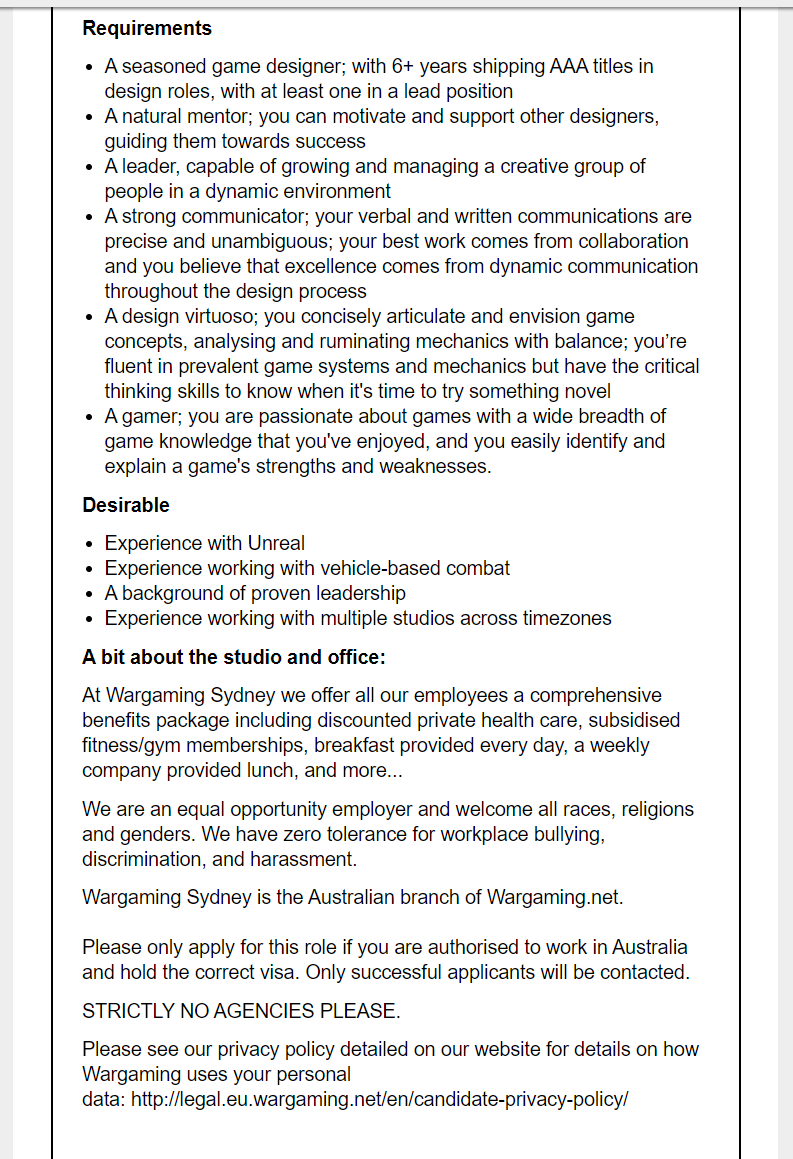 Requirements
A seasoned game designer; with 6+ years shipping AAA titles in
design roles, with at least one in a lead position
A natural mentor; you can motivate and support other designers,
guiding them towards success
A leader, capable of growing and managing a creative group of
people in a dynamic environment
A strong communicator; your verbal and written communications are
precise and unambiguous; your best work comes from collaboration
and you believe that excellence comes from dynamic communication
throughout the design process
A design virtuoso; you concisely articulate and envision game
concepts, analysing and ruminating mechanics with balance; you’re
fluent in prevalent game systems and mechanics but have the critical
thinking skills to know when it's time to try something novel
A gamer; you are passionate about games with a wide breadth of
game knowledge that you've enjoyed, and you easily identify and
explain a game's strengths and weaknesses.
Desirable
Experience with Unreal
Experience working with vehicle-based combat
A background of proven leadership
Experience working with multiple studios across timezones
A bit about the studio and office:
At Wargaming Sydney we offer all our employees a comprehensive
benefits package including discounted private health care, subsidised
fitness/gym memberships, breakfast provided every day, a weekly
company provided lunch, and more...
We are an equal opportunity employer and welcome all races, religions
and genders. We have zero tolerance for workplace bullying,
discrimination, and harassment.
Wargaming Sydney is the Australian branch of Wargaming.net.
Please only apply for this role if you are authorised to work in Australia
and hold the correct visa. Only successful applicants will be contacted.
STRICTLY NO AGENCIES PLEASE.
Please see our privacy policy detailed on our website for details on how
Wargaming uses your personal
data: http://legal.eu.wargaming.net/en/candidate-privacy-policy/